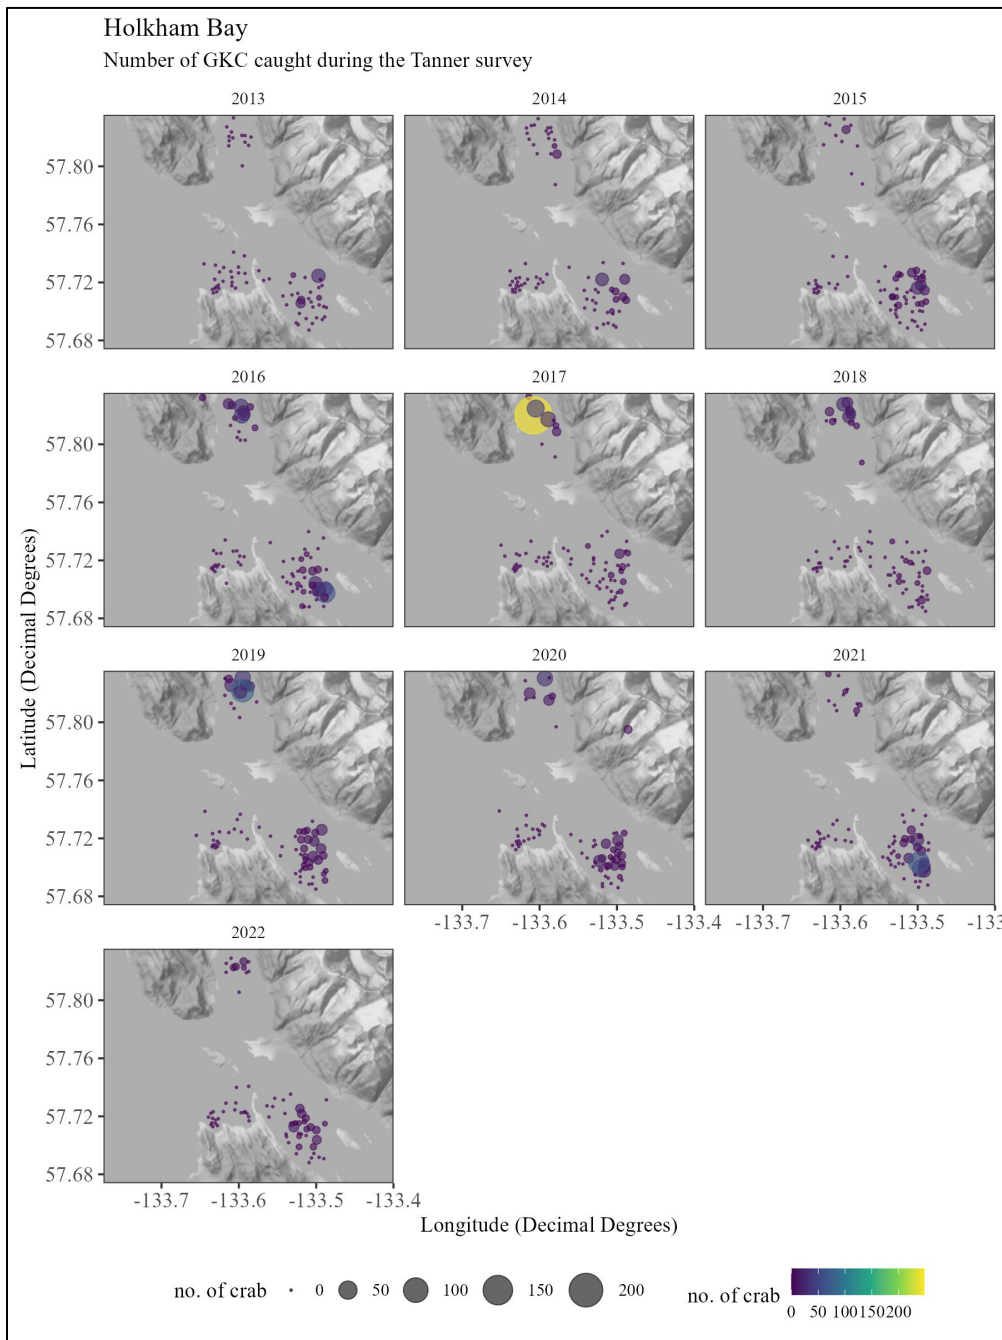 Holkham Bay
Number of GKC caught during the Tanner survey
2013
2014
2015
57.80
57.76
57.72
57.68
2016
2017
2018
57.80
57.76
57.72
57.68
2019
2020
2021
57.80
57.76
57.72
57.68
-133.7 -133.6 -133.5 -133.4
-133.7 -133.6 -133.5 -133
2022
57.80
57.76
57.72
57.68
-133.7 -133.6 -133.5 -133.4
Latitude (Decimal Degrees)
Longitude (Decimal Degrees)
no. of crab 0 50 100 150 200
no. of crab
0 50 100 150 200